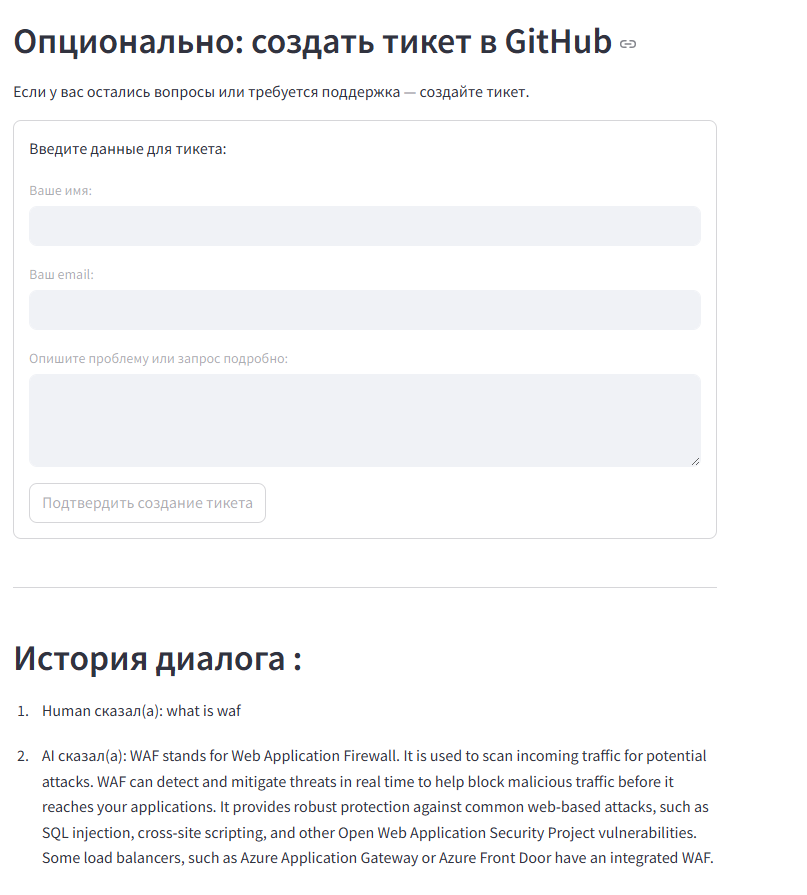 Опционально: создать тикет в GitHub
Если у вас остались вопросы или требуется поддержка — создайте тикет.
Введите данные для тикета:
Ваше имя:
Ваш email:
Опишите проблему или запрос подробно:
Подтвердить создание тикета
История диалога :
1. Human сказал(а): what is waf
2. AI сказал(а): WAF stands for Web Application Firewall. It is used to scan incoming traffic for potential
attacks. WAF can detect and mitigate threats in real time to help block malicious traffic before it
reaches your applications. It provides robust protection against common web-based attacks, such as
SQL injection, cross-site scripting, and other Open Web Application Security Project vulnerabilities.
Some load balancers, such as Azure Application Gateway or Azure Front Door have an integrated WAF.